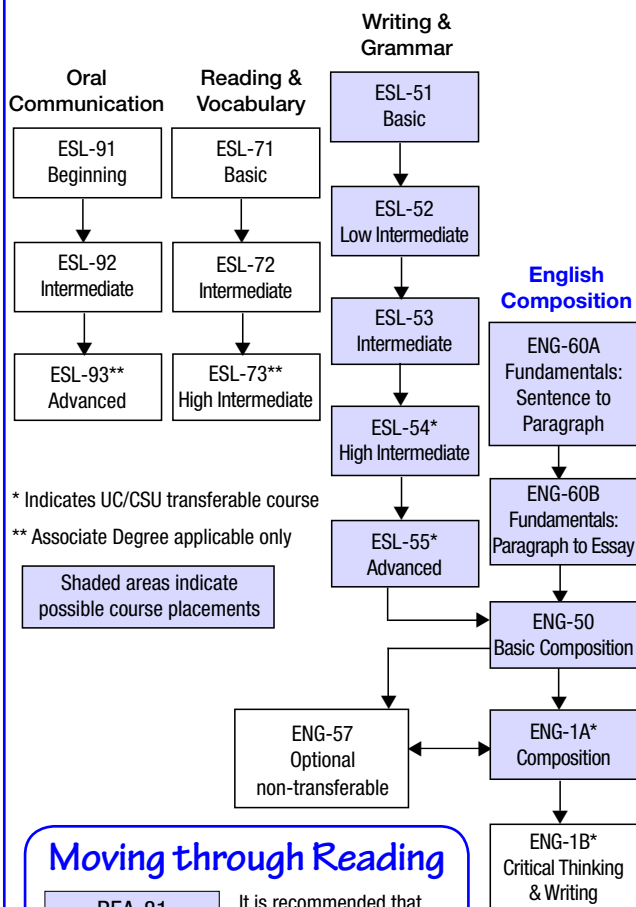 Oral
Communication
ESL-91
Beginning
ESL-92
Intermediate
ESL-93**
Advanced
Reading &
Vocabulary
ESL-71
Basic
ESL-72
Intermediate
ESL-73**
High Intermediate
Writing &
Grammar
ESL-51
Basic
ESL-52
Low Intermediate
ESL-53
Intermediate
ESL-54*
High Intermediate
ESL-55*
Advanced
English
Composition
ENG-60A
Fundamentals:
Sentence to
Paragraph
ENG-60B
Fundamentals:
Paragraph to Essay
ENG-50
Basic Composition
ENG-57
Optional
non-transferable
ENG-1A*
Composition
ENG-1B*
Critical Thinking
& Writing
* Indicates UC/CSU transferable course
** Associate Degree applicable only
Shaded areas indicate
possible course placements
Moving through Reading
It is recommended that